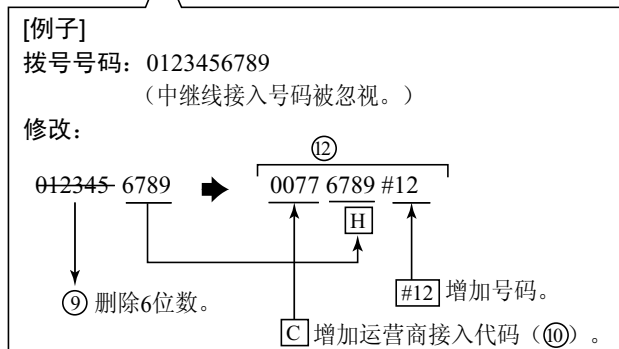 [例子]
拨号号码：0123456789
（中继线接入号码被忽视。）
修改：
⑫
012345 6789 0077 6789 #12
H
⑨ 删除6位数。
#12 增加号码。
C 增加运营商接入代码（⑩）。